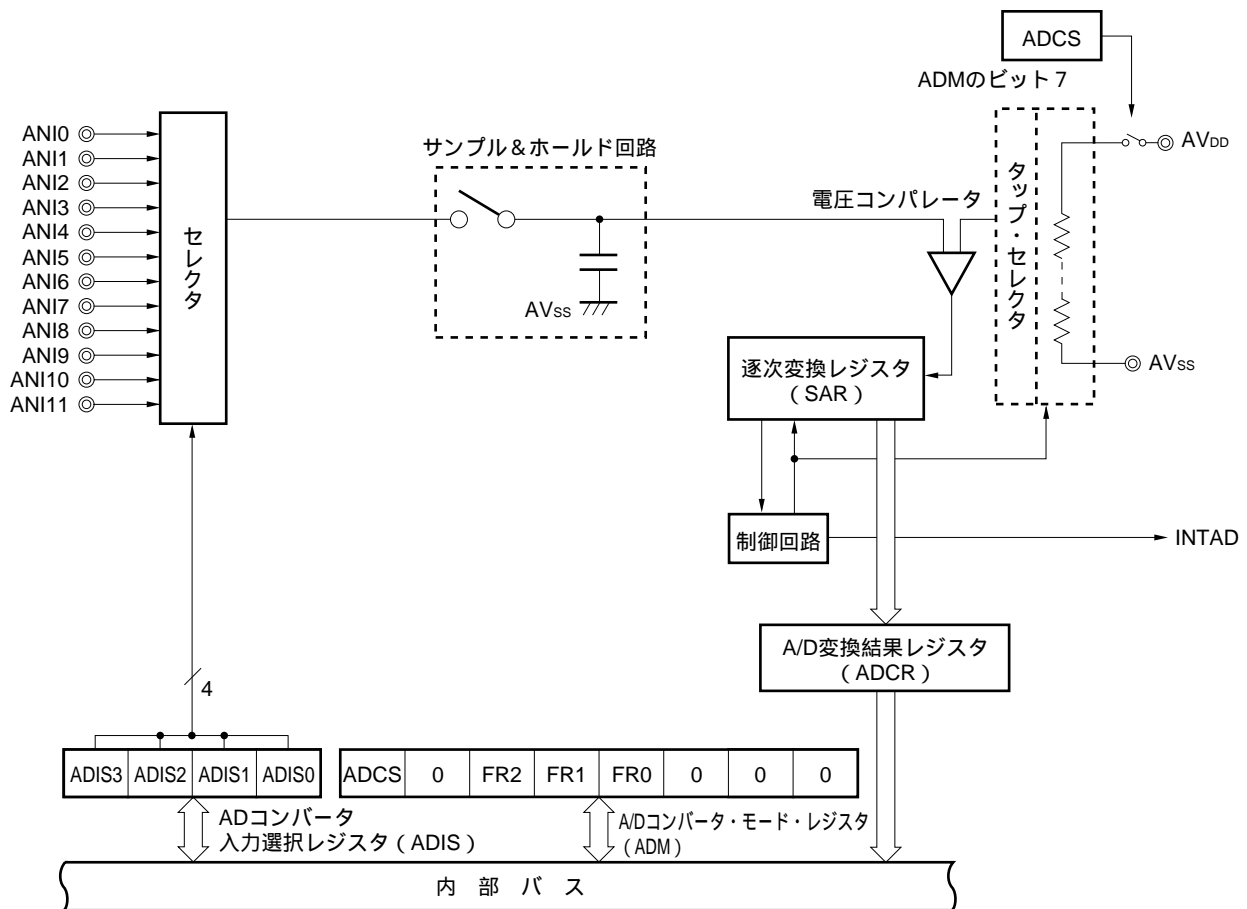 ADCS
ADMのビット7
ANI0
ANI1
ANI2
ANI3
ANI4
ANI5
ANI6
ANI7
ANI8
ANI9
ANI10
ANI11
セレクタ
サンプル＆ホールド回路
AVSS
電圧コンパレータ
タップ・セレクタ
AVDD
AVSS
逐次変換レジスタ
（SAR）
制御回路
INTAD
A/D変換結果レジスタ
（ADCR）
4
ADIS3 ADIS2 ADIS1 ADIS0
ADCS 0 FR2 FR1 FR0 0 0 0
ADコンバータ
入力選択レジスタ（ADIS）
A/Dコンバータ・モード・レジスタ
（ADM）
内部バス